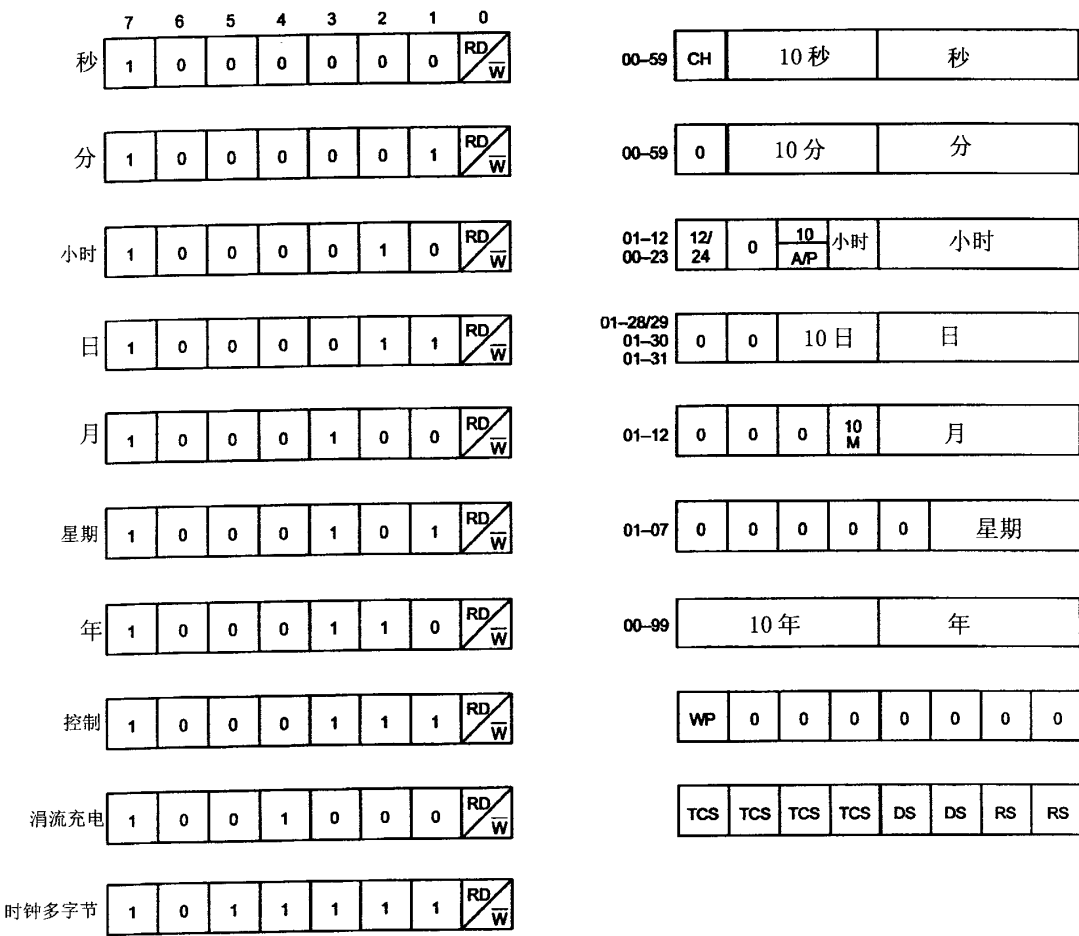 7 6 5 4 3 2 1 0
秒 1 0 0 0 0 0 0 RD/W̅ 00–59 CH 10秒 秒
分 1 0 0 0 0 0 1 RD/W̅ 00–59 0 10分 分
小时 1 0 0 0 0 1 0 RD/W̅ 01–12 00–23 12/24 0 10 A/P 小时 小时
日 1 0 0 0 0 1 1 RD/W̅ 01–28/29 01–30 01–31 0 0 10日 日
月 1 0 0 0 1 0 0 RD/W̅ 01–12 0 0 0 10 M 月
星期 1 0 0 0 1 0 1 RD/W̅ 01–07 0 0 0 0 0 星期
年 1 0 0 0 1 1 0 RD/W̅ 00–99 10年 年
控制 1 0 0 0 1 1 1 RD/W̅ WP 0 0 0 0 0 0 0
涓流充电 1 0 0 1 0 0 0 RD/W̅ TCS TCS TCS TCS DS DS RS RS
时钟多字节 1 0 1 1 1 1 1 RD/W̅